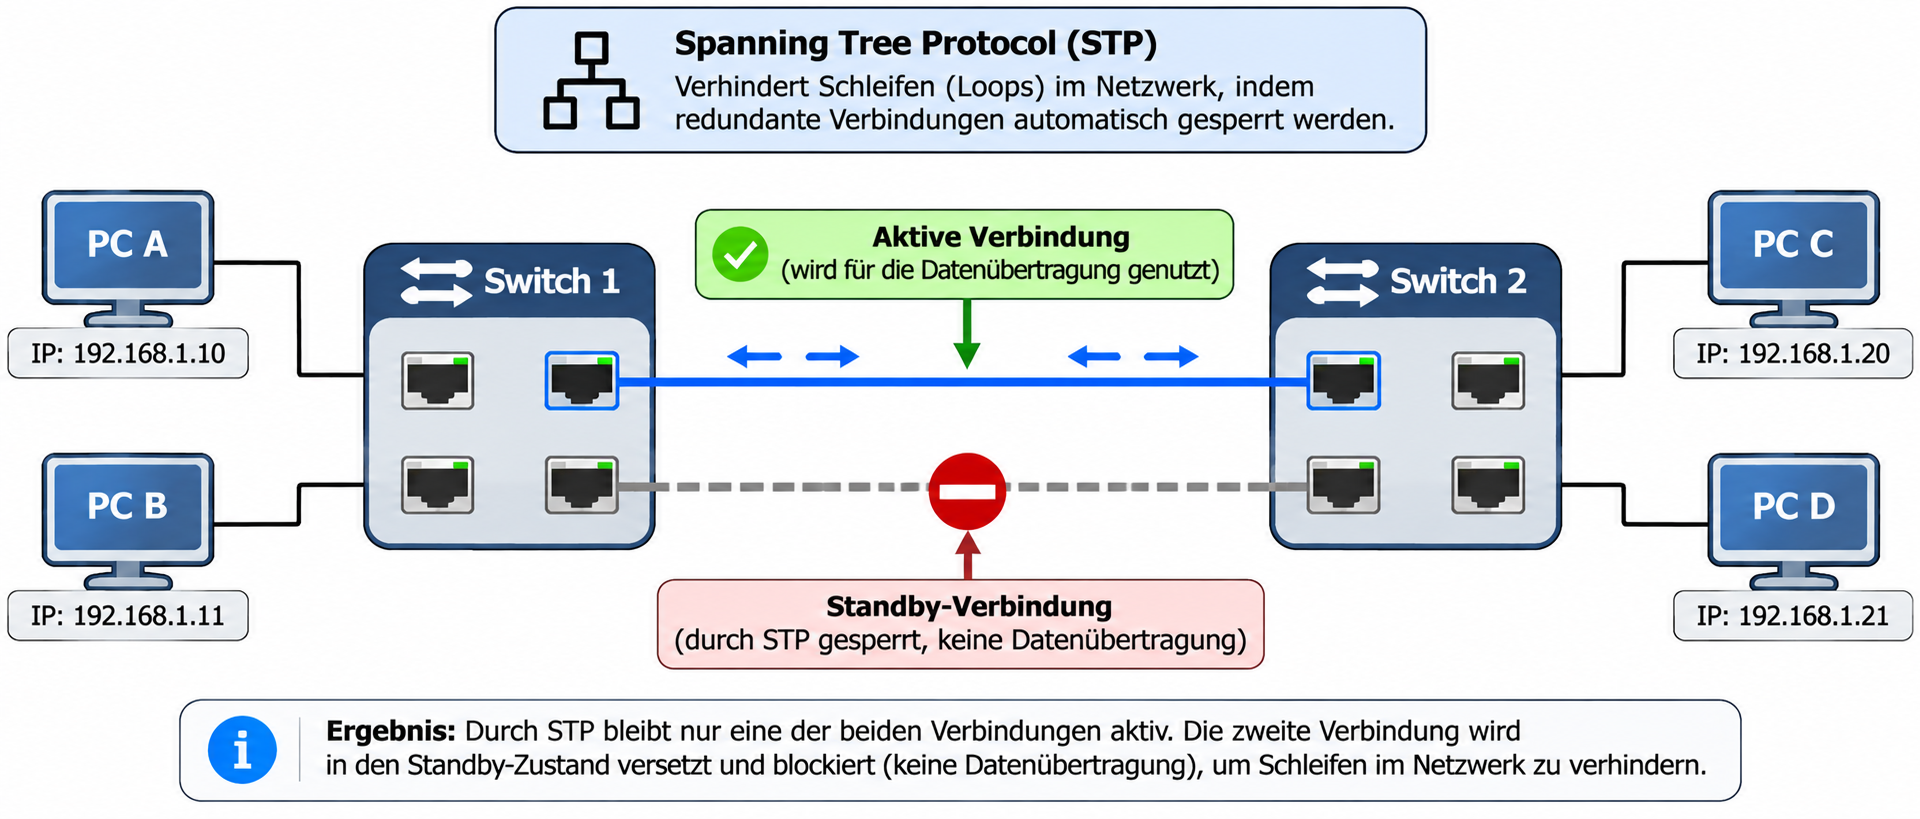 Spanning Tree Protocol (STP)
Verhindert Schleifen (Loops) im Netzwerk, indem
redundante Verbindungen automatisch gesperrt werden.
PC A
IP: 192.168.1.10
Switch 1
Aktive Verbindung
(wird für die Datenübertragung genutzt)
Switch 2
PC C
IP: 192.168.1.20
PC B
IP: 192.168.1.11
PC D
IP: 192.168.1.21
Standby-Verbindung
(durch STP gesperrt, keine Datenübertragung)
Ergebnis: Durch STP bleibt nur eine der beiden Verbindungen aktiv. Die zweite Verbindung wird
in den Standby-Zustand versetzt und blockiert (keine Datenübertragung), um Schleifen im Netzwerk zu verhindern.